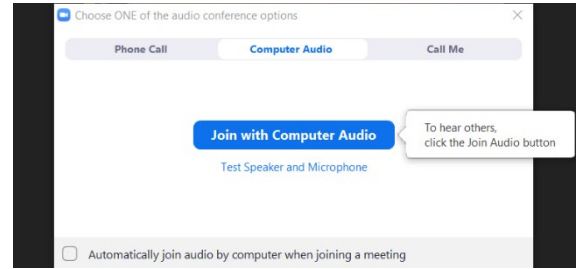 Choose ONE of the audio conference options
Phone Call
Computer Audio
Call Me
Join with Computer Audio
To hear others,
click the Join Audio button
Test Speaker and Microphone
Automatically join audio by computer when joining a meeting